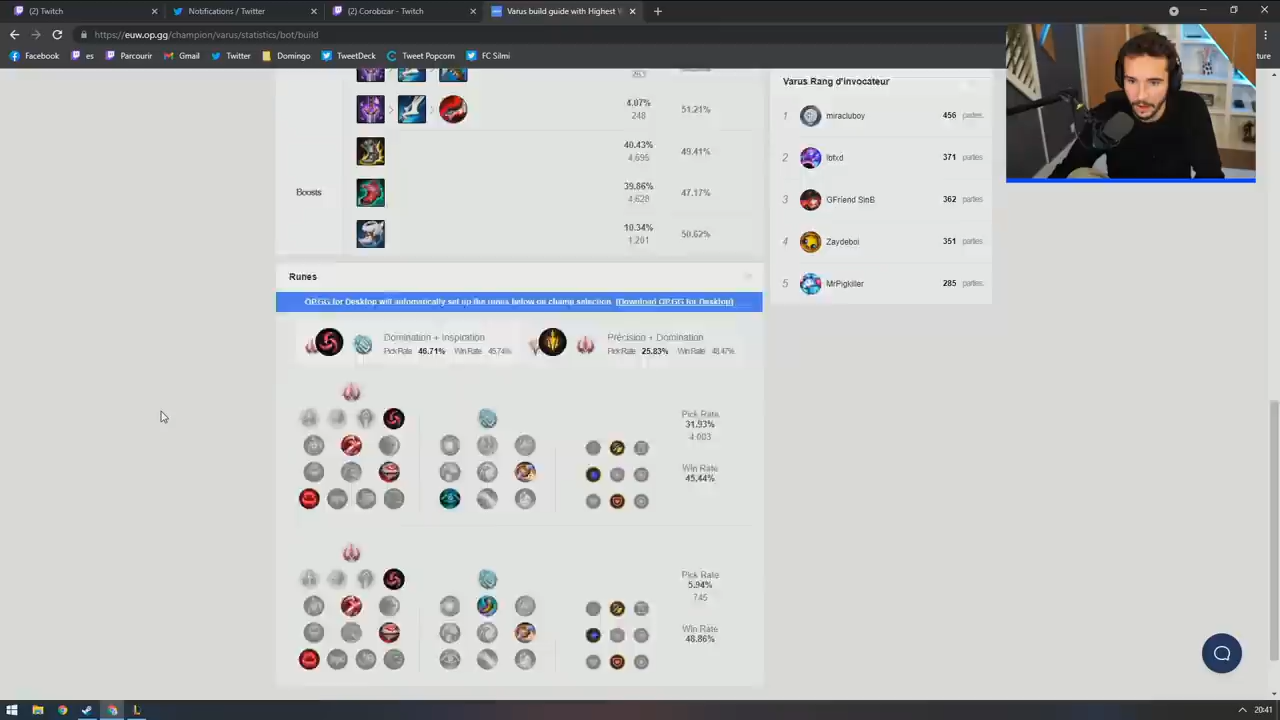 (2) Twitch
Notifications / Twitter
(2) Corobizar - Twitch
Varus build guide with Highest
https://euw.op.gg/champion/varus/statistics/bot/build
Facebook
es
Parcourir
Gmail
Twitter
Domingo
TweetDeck
Twitch Popcorn
FC Silmi
ture
263
4.07%
248
51.21%
Boosts
40.43%
4,695
49.41%
39.86%
4,628
47.17%
10.34%
1,201
50.62%
Varus Rang d'invocateur
1 miracluboy 456 parties.
2 371 parties.
3 GFriend SinB 362 parties.
4 Zaydeboi 351 parties.
5 MrPigkiller 285 parties.
Runes
OP.GG for Desktop will automatically set up the runes below on champ selection. [Download OP.GG for Desktop]
Domination + Inspiration
Pick Rate 46.71% Win Rate 45.74%
Précision + Domination
Pick Rate 25.83% Win Rate 48.47%
Pick Rate
31.93%
4 003
Win Rate
45.44%
Pick Rate
5.94%
745
Win Rate
48.86%
20:41